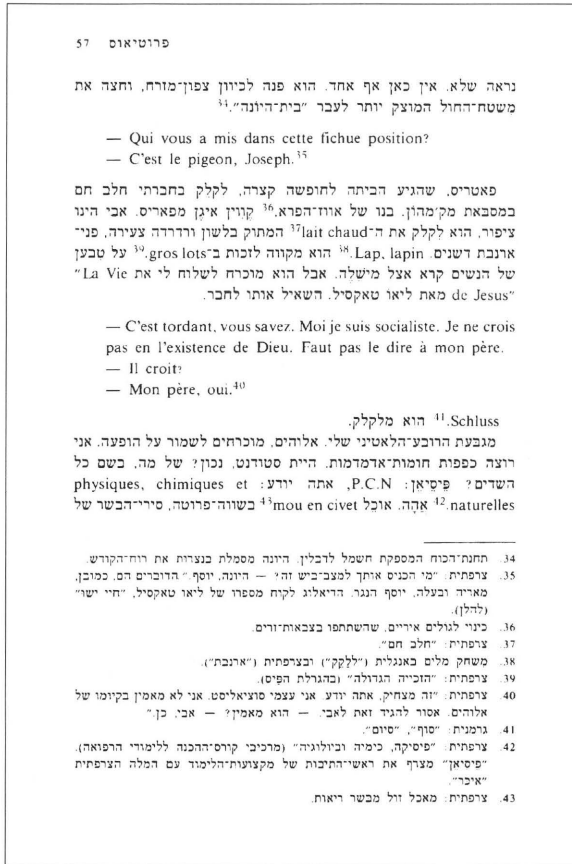 פרוטיאוס 57
נראה שלא. אין כאן אף אחד. הוא פנה לכיוון צפון־מזרח, וחצה את
משטח־החול המוצק יותר לעבר "בית־היונה".34
— Qui vous a mis dans cette fichue position?
— C'est le pigeon, Joseph.35
פאטריס, שהגיע הביתה לחופשה קצרה, לקלק בחברתי חלב חם
במסבאת מק'מהון. בנו של אווז־הפרא,36 קווין איגן מפאריס. אבי הינו
ציפור, הוא לקלק את ה־lait chaud37 המתוק בלשון ורדרדה צעירה, פני־
ארנבת דשנים. Lap, lapin.38 הוא מקווה לזכות ב־gros lots.39 על טבען
של הנשים קרא אצל מישלה. אבל הוא מוכרח לשלוח לי את "La Vie
de Jesus" מאת ליאו טאקסיל. השאיל אותו לחבר.
— C'est tordant, vous savez. Moi je suis socialiste. Je ne crois
pas en l'existence de Dieu. Faut pas le dire à mon père.
— Il croit?
— Mon père, oui.40
Schluss.41 הוא מלקלק.
מגבעת הרובע־הלאטיני שלי. אלוהים, מוכרחים לשמור על הופעה. אני
רוצה כפפות חומות־אדמדמות. היית סטודנט, נכון? של מה, בשם כל
השדים? פיסיאן: P.C.N, אתה יודע: physiques, chimiques et
naturelles.42 אהה. אוכל mou en civet43 בשווה־פרוטה, סירי־הבשר של
34. תחנת־הכוח המספקת חשמל לדבלין. היונה מסמלת בנצרות את רוח־הקודש.
35. צרפתית: "מי הכניס אותך למצב־ביש זה? — היונה, יוסף." הדוברים הם, כמובן,
מאריה ובעלה, יוסף הנגר. הדיאלוג לקוח מספרו של ליאו טאקסיל, "חיי ישו"
(להלן).
36. כינוי לגולים איריים, שהשתתפו בצבאות־זרים.
37. צרפתית: "חלב חם".
38. משחק מלים באנגלית ("ללקק") ובצרפתית ("ארנבת").
39. צרפתית: "הזכייה הגדולה" (בהגרלת הפיס).
40. צרפתית: "זה מצחיק, אתה יודע. אני עצמי סוציאליסט. אני לא מאמין בקיומו של
אלוהים. אסור להגיד זאת לאבי. — הוא מאמין? — אבי, כן."
41. גרמנית: "סוף", "סיום".
42. צרפתית: "פיסיקה, כימיה וביולוגיה" (מרכיבי קורס־ההכנה ללימודי הרפואה).
"פיסיאן" מצרף את ראשי־התיבות של מקצועות־הלימוד עם המלה הצרפתית
"איכר".
43. צרפתית: מאכל זול מבשר ריאות.